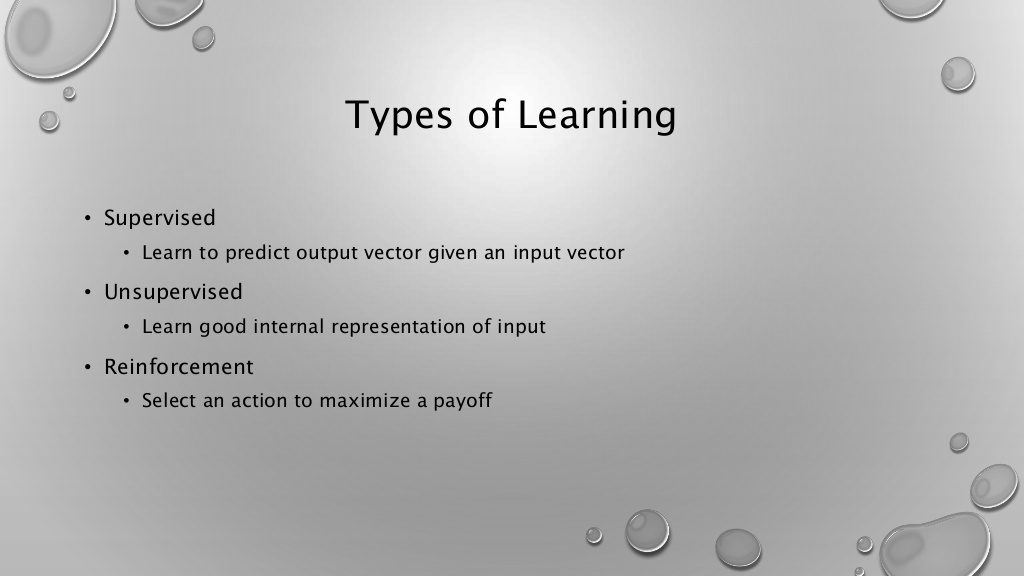 Types of Learning
• Supervised
• Learn to predict output vector given an input vector
• Unsupervised
• Learn good internal representation of input
• Reinforcement
• Select an action to maximize a payoff